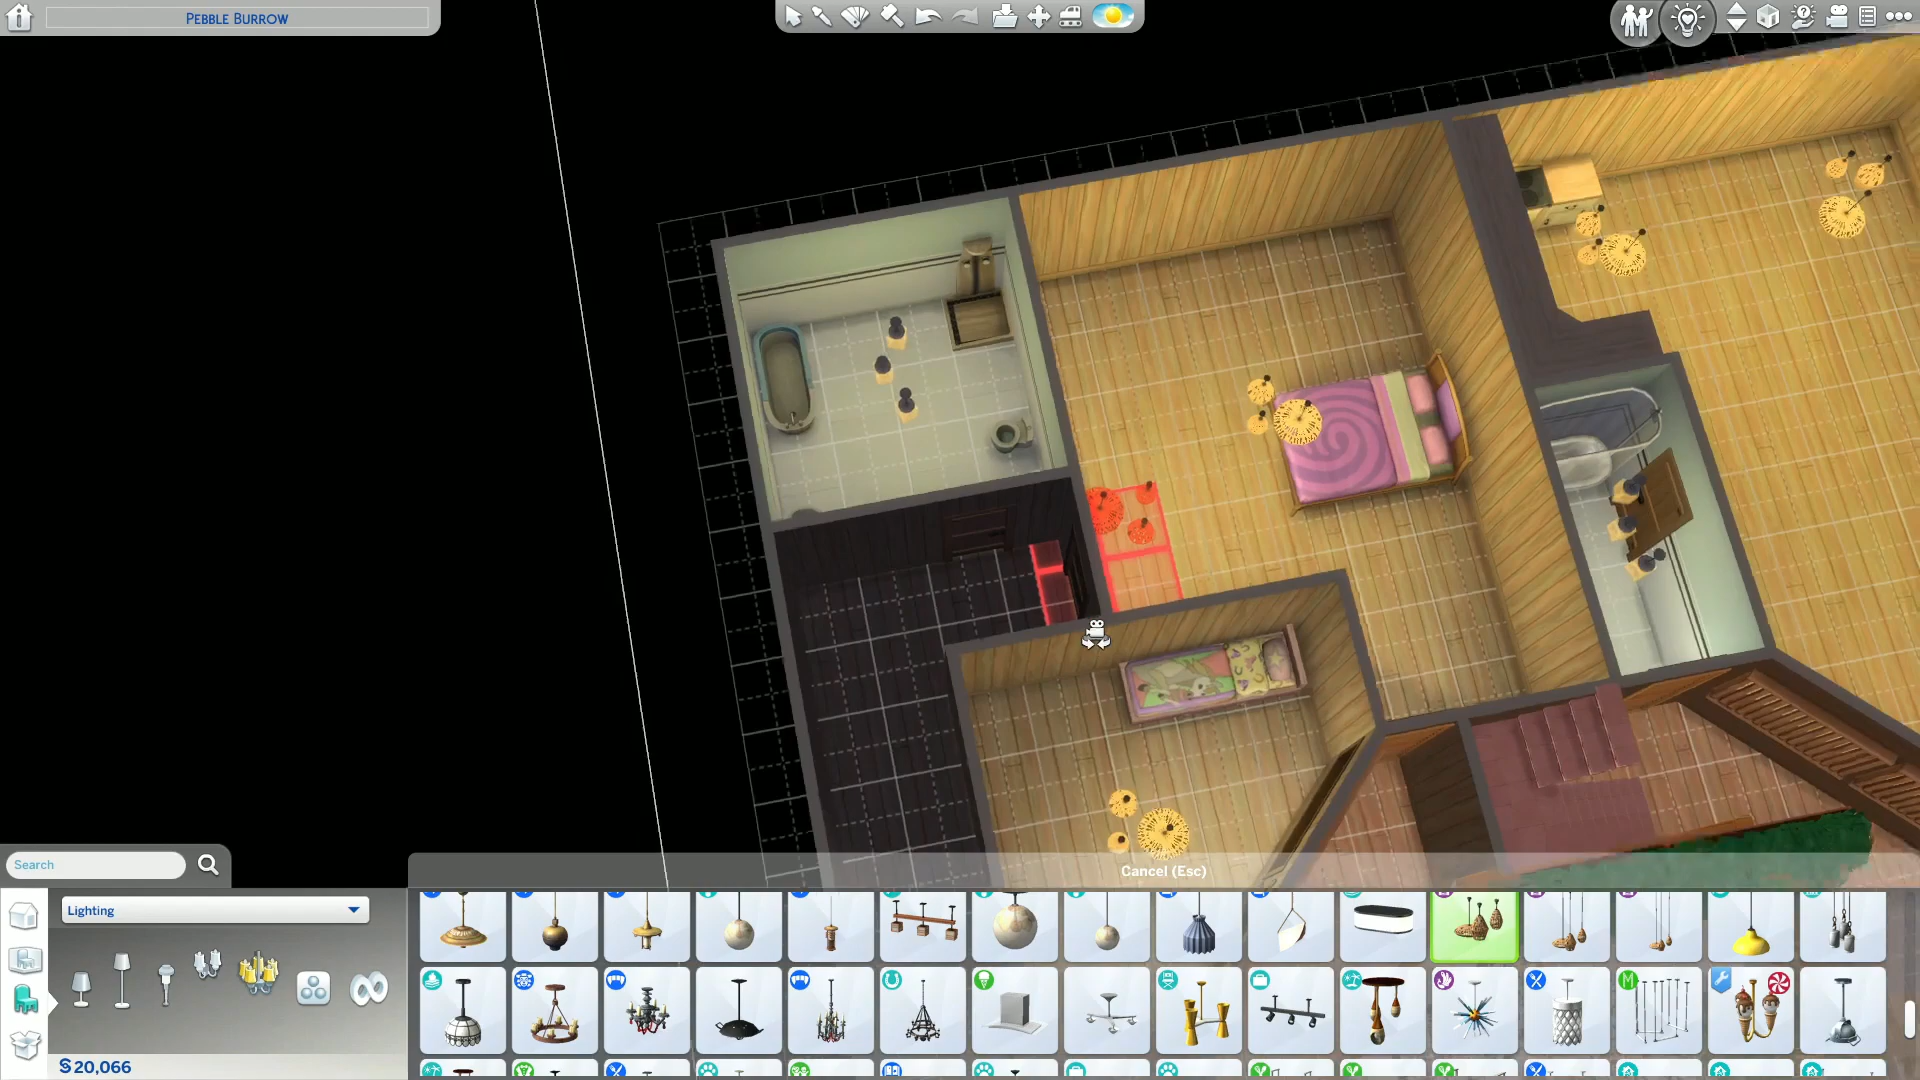 PEBBLE BURROW
Cancel (Esc)
Search
Lighting
§20,066
M